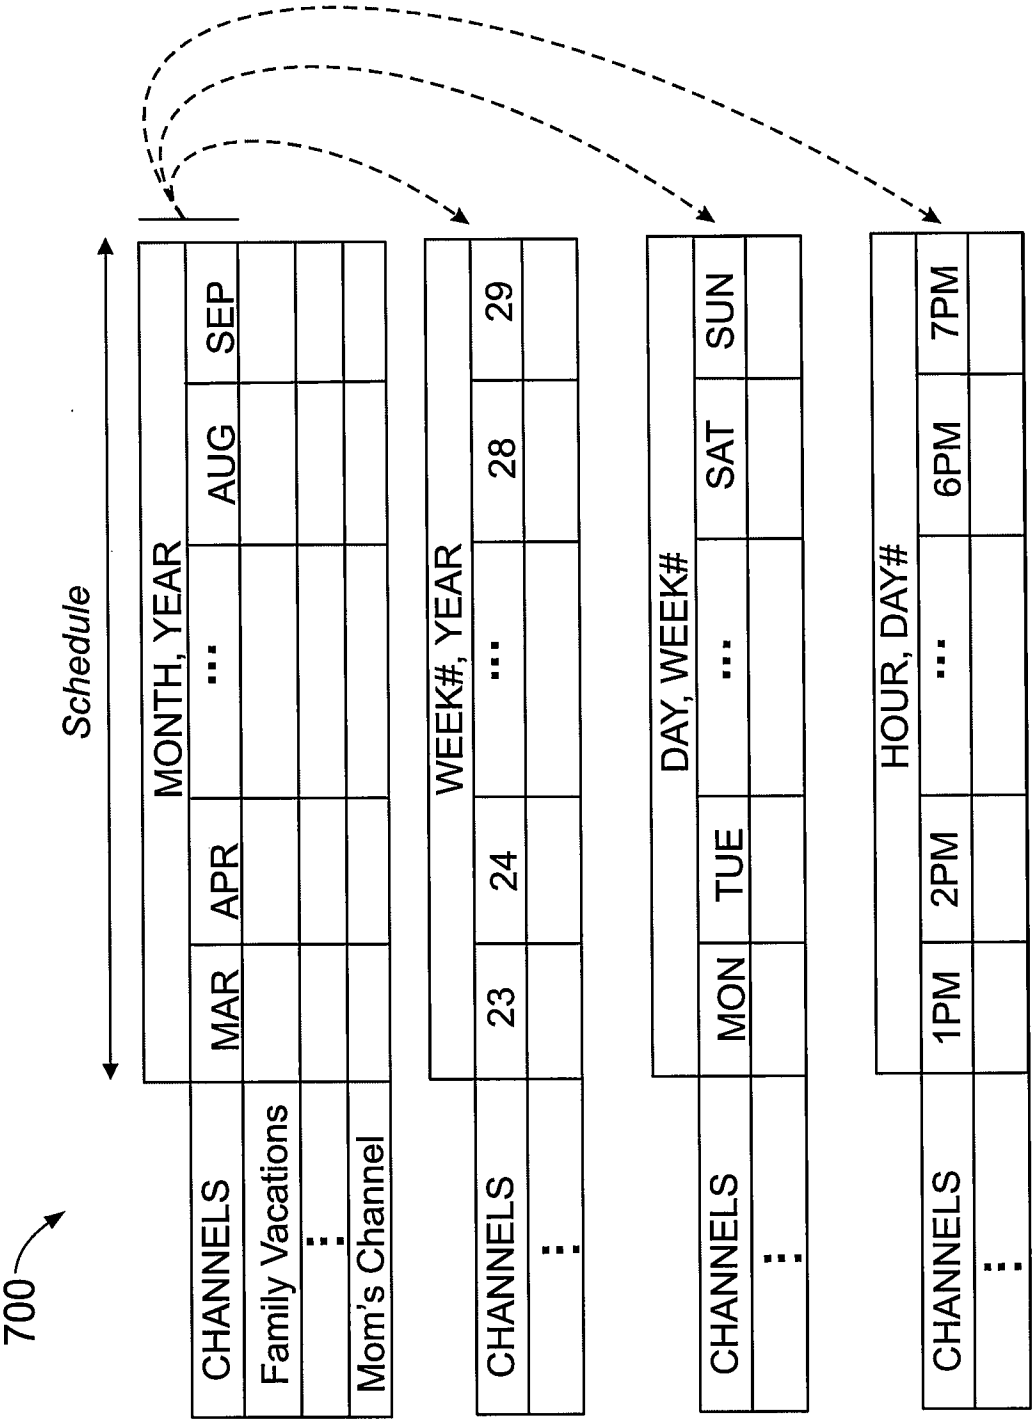 700
Schedule
MONTH, YEAR
CHANNELS MAR APR ... AUG SEP
Family Vacations
...
Mom's Channel
WEEK#, YEAR
CHANNELS 23 24 ... 28 29
...
DAY, WEEK#
CHANNELS MON TUE ... SAT SUN
...
HOUR, DAY#
CHANNELS 1PM 2PM ... 6PM 7PM
...